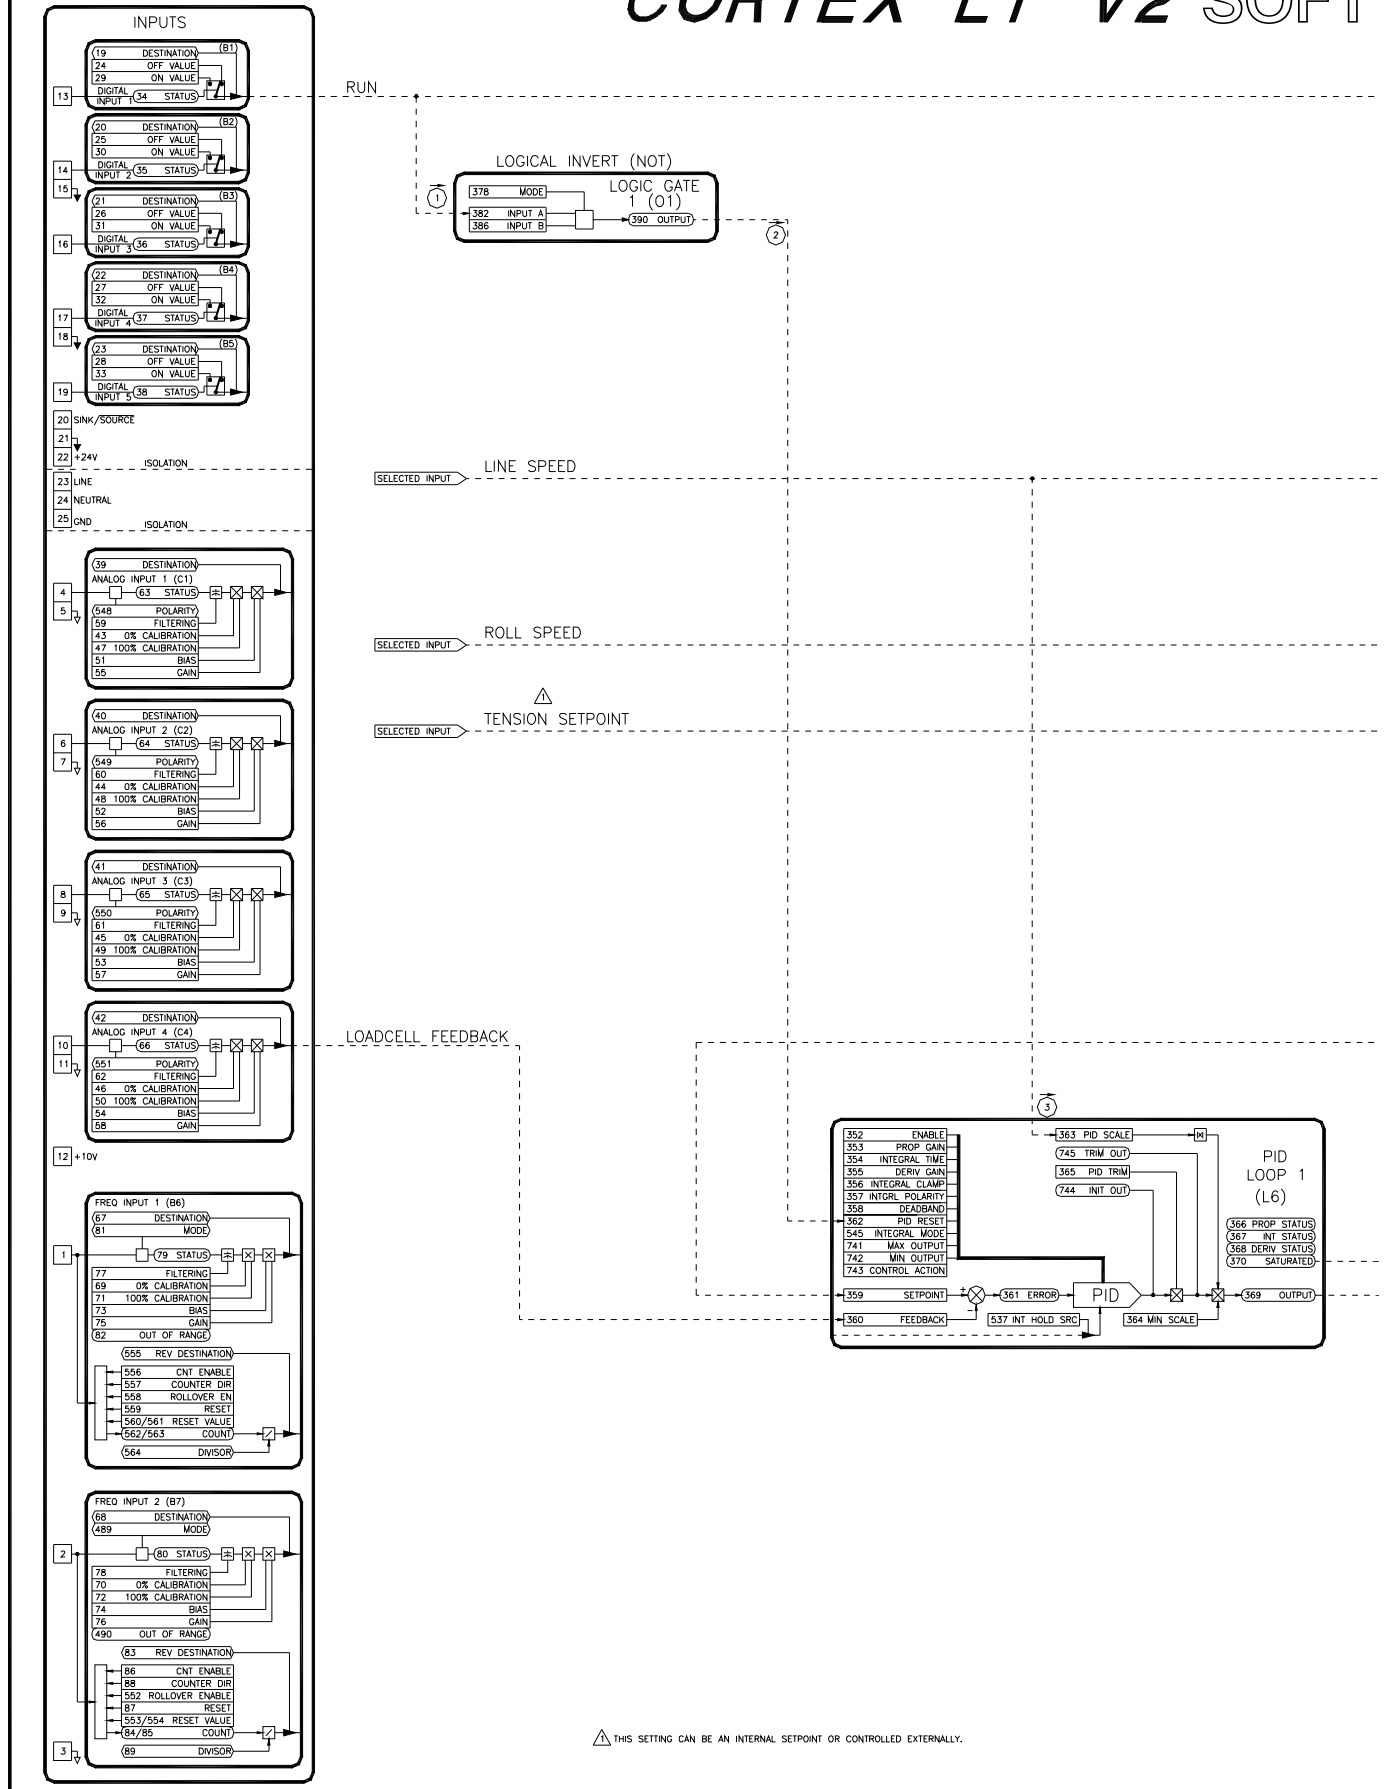 CORTEX LT V2 SOFT
INPUTS
(B1)
19 DESTINATION
24 OFF VALUE
29 ON VALUE
13
DIGITAL INPUT 1
34 STATUS
RUN
(B2)
20 DESTINATION
25 OFF VALUE
30 ON VALUE
14
DIGITAL INPUT 2
35 STATUS
15
(B3)
21 DESTINATION
26 OFF VALUE
31 ON VALUE
16
DIGITAL INPUT 3
36 STATUS
(B4)
22 DESTINATION
27 OFF VALUE
32 ON VALUE
17
DIGITAL INPUT 4
37 STATUS
18
(B5)
23 DESTINATION
28 OFF VALUE
33 ON VALUE
19
DIGITAL INPUT 5
38 STATUS
20 SINK/SOURCE
21
22 +24V
ISOLATION
23 LINE
24 NEUTRAL
25 GND
ISOLATION
LOGICAL INVERT (NOT)
1
LOGIC GATE
1 (O1)
378 MODE
382 INPUT A
386 INPUT B
390 OUTPUT
2
SELECTED INPUT
LINE SPEED
SELECTED INPUT
ROLL SPEED
1
SELECTED INPUT
TENSION SETPOINT
39 DESTINATION
ANALOG INPUT 1 (C1)
4
63 STATUS
5
548 POLARITY
59 FILTERING
43 0% CALIBRATION
47 100% CALIBRATION
51 BIAS
55 GAIN
40 DESTINATION
ANALOG INPUT 2 (C2)
6
64 STATUS
7
549 POLARITY
60 FILTERING
44 0% CALIBRATION
48 100% CALIBRATION
52 BIAS
56 GAIN
41 DESTINATION
ANALOG INPUT 3 (C3)
8
65 STATUS
9
550 POLARITY
61 FILTERING
45 0% CALIBRATION
49 100% CALIBRATION
53 BIAS
57 GAIN
42 DESTINATION
ANALOG INPUT 4 (C4)
10
66 STATUS
11
551 POLARITY
62 FILTERING
46 0% CALIBRATION
50 100% CALIBRATION
54 BIAS
58 GAIN
LOADCELL FEEDBACK
12 +10V
3
352 ENABLE
353 PROP GAIN
354 INTEGRAL TIME
355 DERIV GAIN
356 INTEGRAL CLAMP
357 INTGRL POLARITY
358 DEADBAND
362 PID RESET
545 INTEGRAL MODE
741 MAX OUTPUT
742 MIN OUTPUT
743 CONTROL ACTION
359 SETPOINT
360 FEEDBACK
+
-
361 ERROR
537 INT HOLD SRC
PID
363 PID SCALE
745 TRIM OUT
365 PID TRIM
744 INIT OUT
364 MIN SCALE
PID
LOOP 1
(L6)
366 PROP STATUS
367 INT STATUS
368 DERIV STATUS
370 SATURATED
369 OUTPUT
FREQ INPUT 1 (B6)
67 DESTINATION
81 MODE
1
79 STATUS
77 FILTERING
69 0% CALIBRATION
71 100% CALIBRATION
73 BIAS
75 GAIN
82 OUT OF RANGE
555 REV DESTINATION
556 CNT ENABLE
557 COUNTER DIR
558 ROLLOVER EN
559 RESET
560/561 RESET VALUE
562/563 COUNT
564 DIVISOR
FREQ INPUT 2 (B7)
68 DESTINATION
489 MODE
2
80 STATUS
78 FILTERING
70 0% CALIBRATION
72 100% CALIBRATION
74 BIAS
76 GAIN
490 OUT OF RANGE
83 REV DESTINATION
86 CNT ENABLE
88 COUNTER DIR
552 ROLLOVER ENABLE
87 RESET
553/554 RESET VALUE
84/85 COUNT
3
89 DIVISOR
1 THIS SETTING CAN BE AN INTERNAL SETPOINT OR CONTROLLED EXTERNALLY.